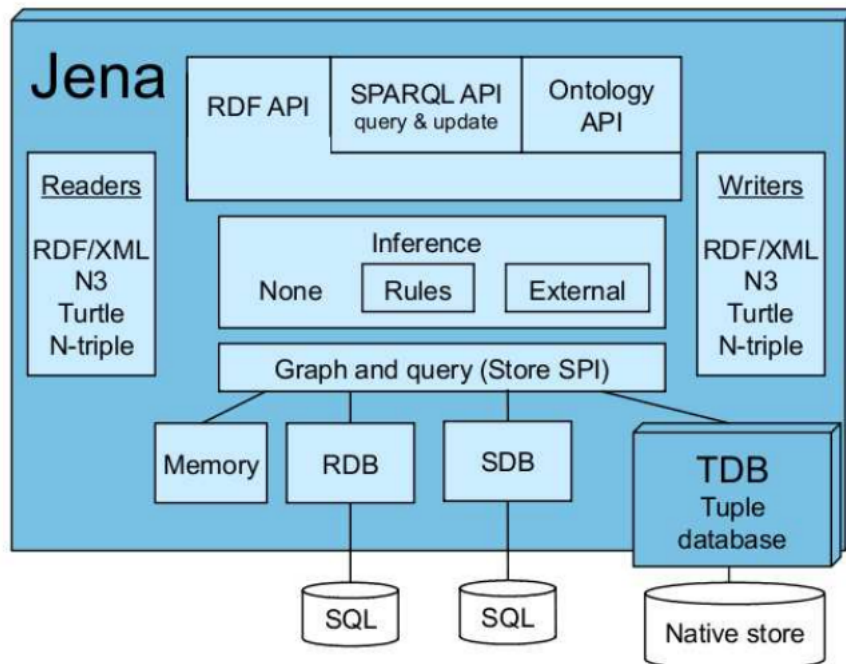 Jena
RDF API
SPARQL API
query & update
Ontology
API
Readers
RDF/XML
N3
Turtle
N-triple
Writers
RDF/XML
N3
Turtle
N-triple
Inference
None
Rules
External
Graph and query (Store SPI)
Memory
RDB
SDB
TDB
Tuple
database
SQL
SQL
Native store